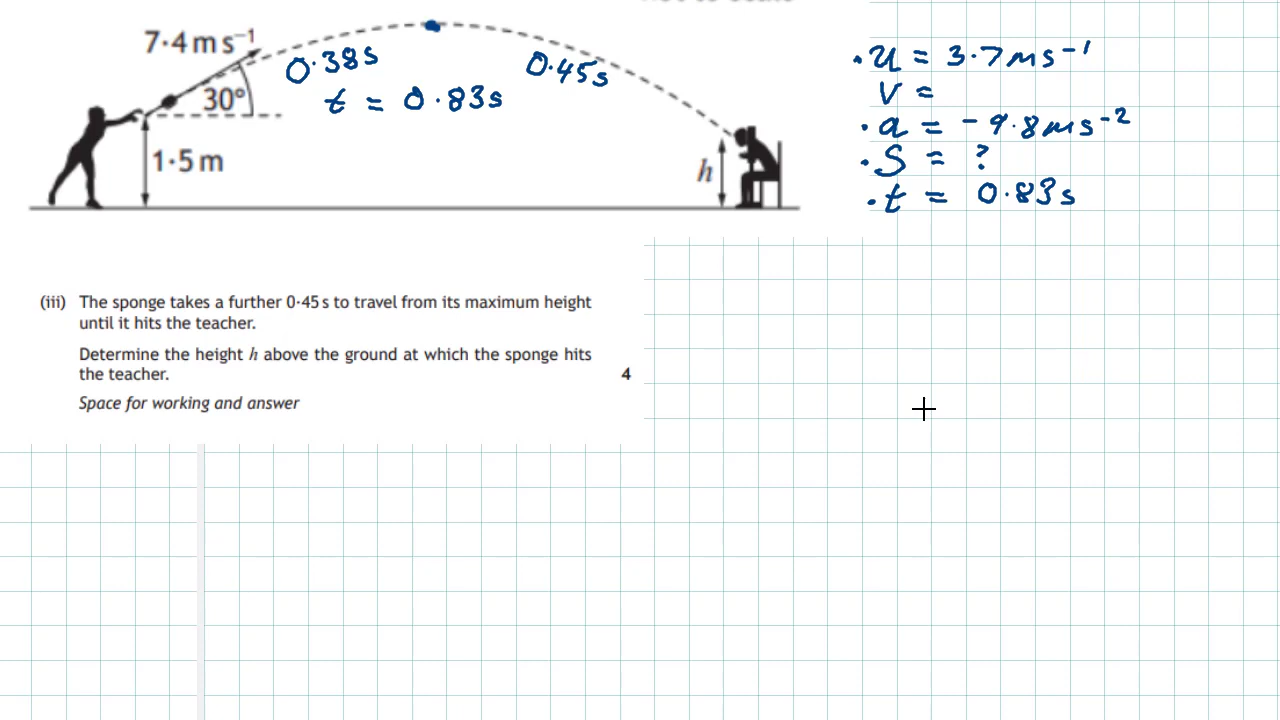 7·4 m s⁻¹
0.38s
0.45s
30°
t = 0.83s
1·5 m
h
.u = 3.7ms⁻¹
v =
.a = -9.8ms⁻²
.S = ?
.t = 0.83s
(iii) The sponge takes a further 0·45 s to travel from its maximum height
until it hits the teacher.
Determine the height h above the ground at which the sponge hits
the teacher.
4
Space for working and answer